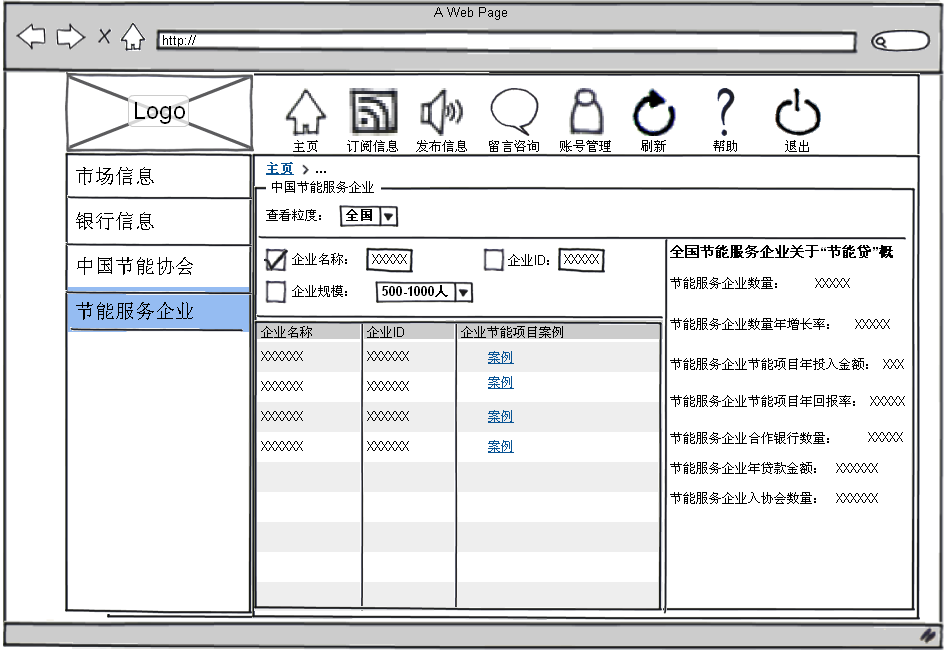 A Web Page
http://
Logo
主页 订阅信息 发布信息 留言咨询 账号管理 刷新 帮助 退出
市场信息
银行信息
中国节能协会
节能服务企业
主页 > ...
中国节能服务企业
查看粒度： 全国
企业名称： XXXXX 企业ID： XXXXX
企业规模： 500-1000人
企业名称 企业ID 企业节能项目案例
XXXXXX XXXXXX 案例
XXXXXX XXXXXX 案例
XXXXXX XXXXXX 案例
XXXXXX XXXXXX 案例
全国节能服务企业关于“节能贷”概
节能服务企业数量： XXXXX
节能服务企业数量年增长率： XXXXX
节能服务企业节能项目年投入金额： XXX
节能服务企业节能项目年回报率： XXXXX
节能服务企业合作银行数量： XXXXX
节能服务企业年贷款金额： XXXXXX
节能服务企业入协会数量： XXXXXX